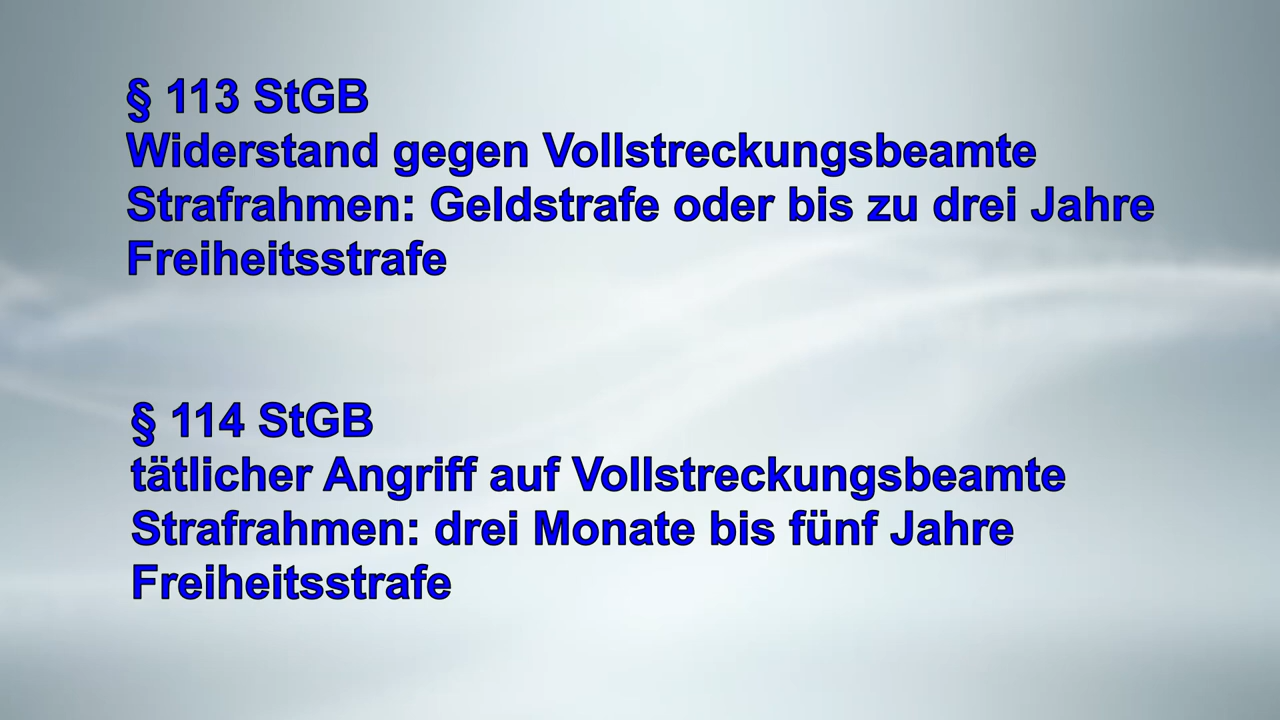 § 113 StGB
Widerstand gegen Vollstreckungsbeamte
Strafrahmen: Geldstrafe oder bis zu drei Jahre
Freiheitsstrafe
§ 114 StGB
tätlicher Angriff auf Vollstreckungsbeamte
Strafrahmen: drei Monate bis fünf Jahre
Freiheitsstrafe